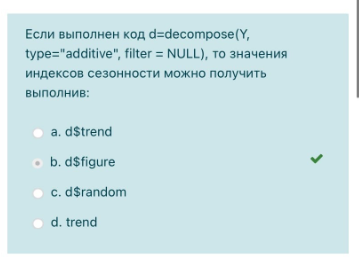 Если выполнен код d=decompose(Y,
type="additive", filter = NULL), то значения
индексов сезонности можно получить
выполнив:
a. d$trend
b. d$figure
c. d$random
d. trend